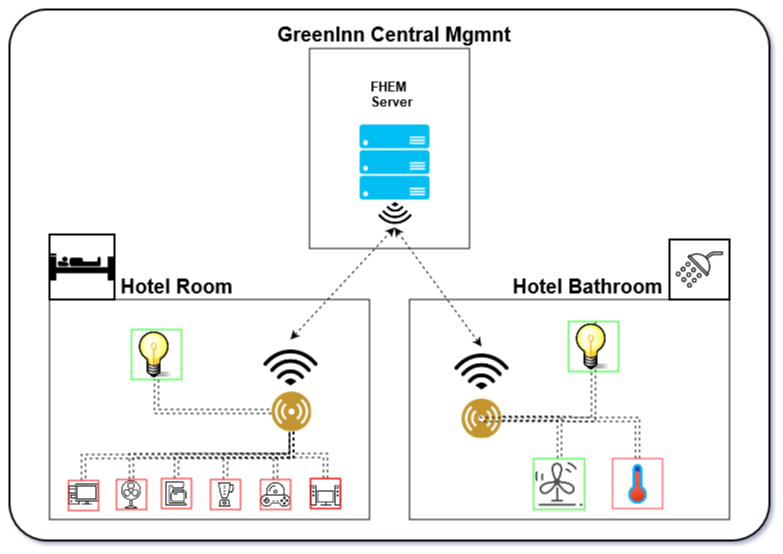 GreenInn Central Mgmnt
FHEM
Server
Hotel Room
Hotel Bathroom